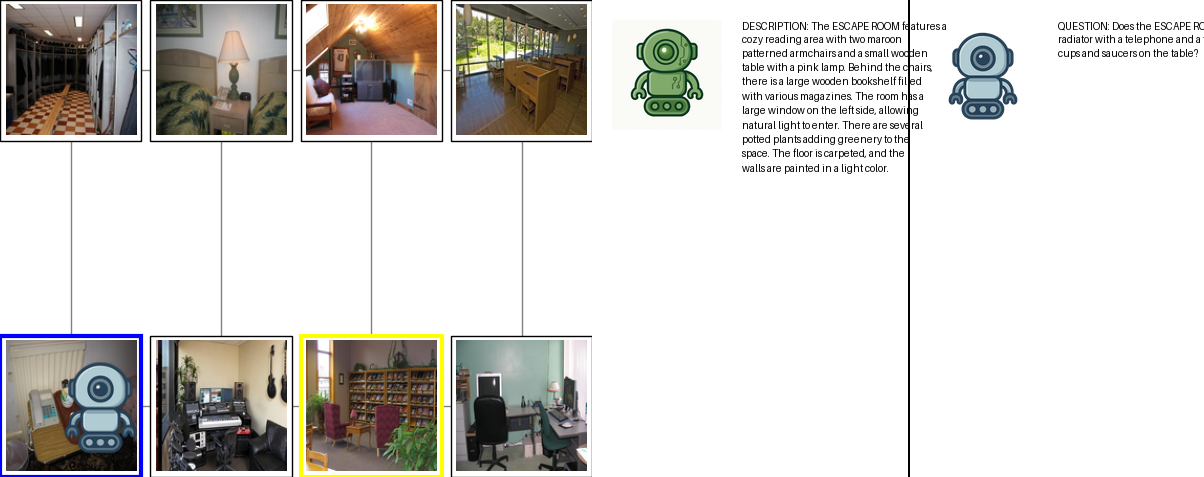 DESCRIPTION: The ESCAPE ROOM features a
cozy reading area with two maroon
patterned armchairs and a small wooden
table with a pink lamp. Behind the chairs,
there is a large wooden bookshelf filled
with various magazines. The room has a
large window on the left side, allowing
natural light to enter. There are several
potted plants adding greenery to the
space. The floor is carpeted, and the
walls are painted in a light color.
QUESTION: Does the ESCAPE RO
radiator with a telephone and a
cups and saucers on the table?